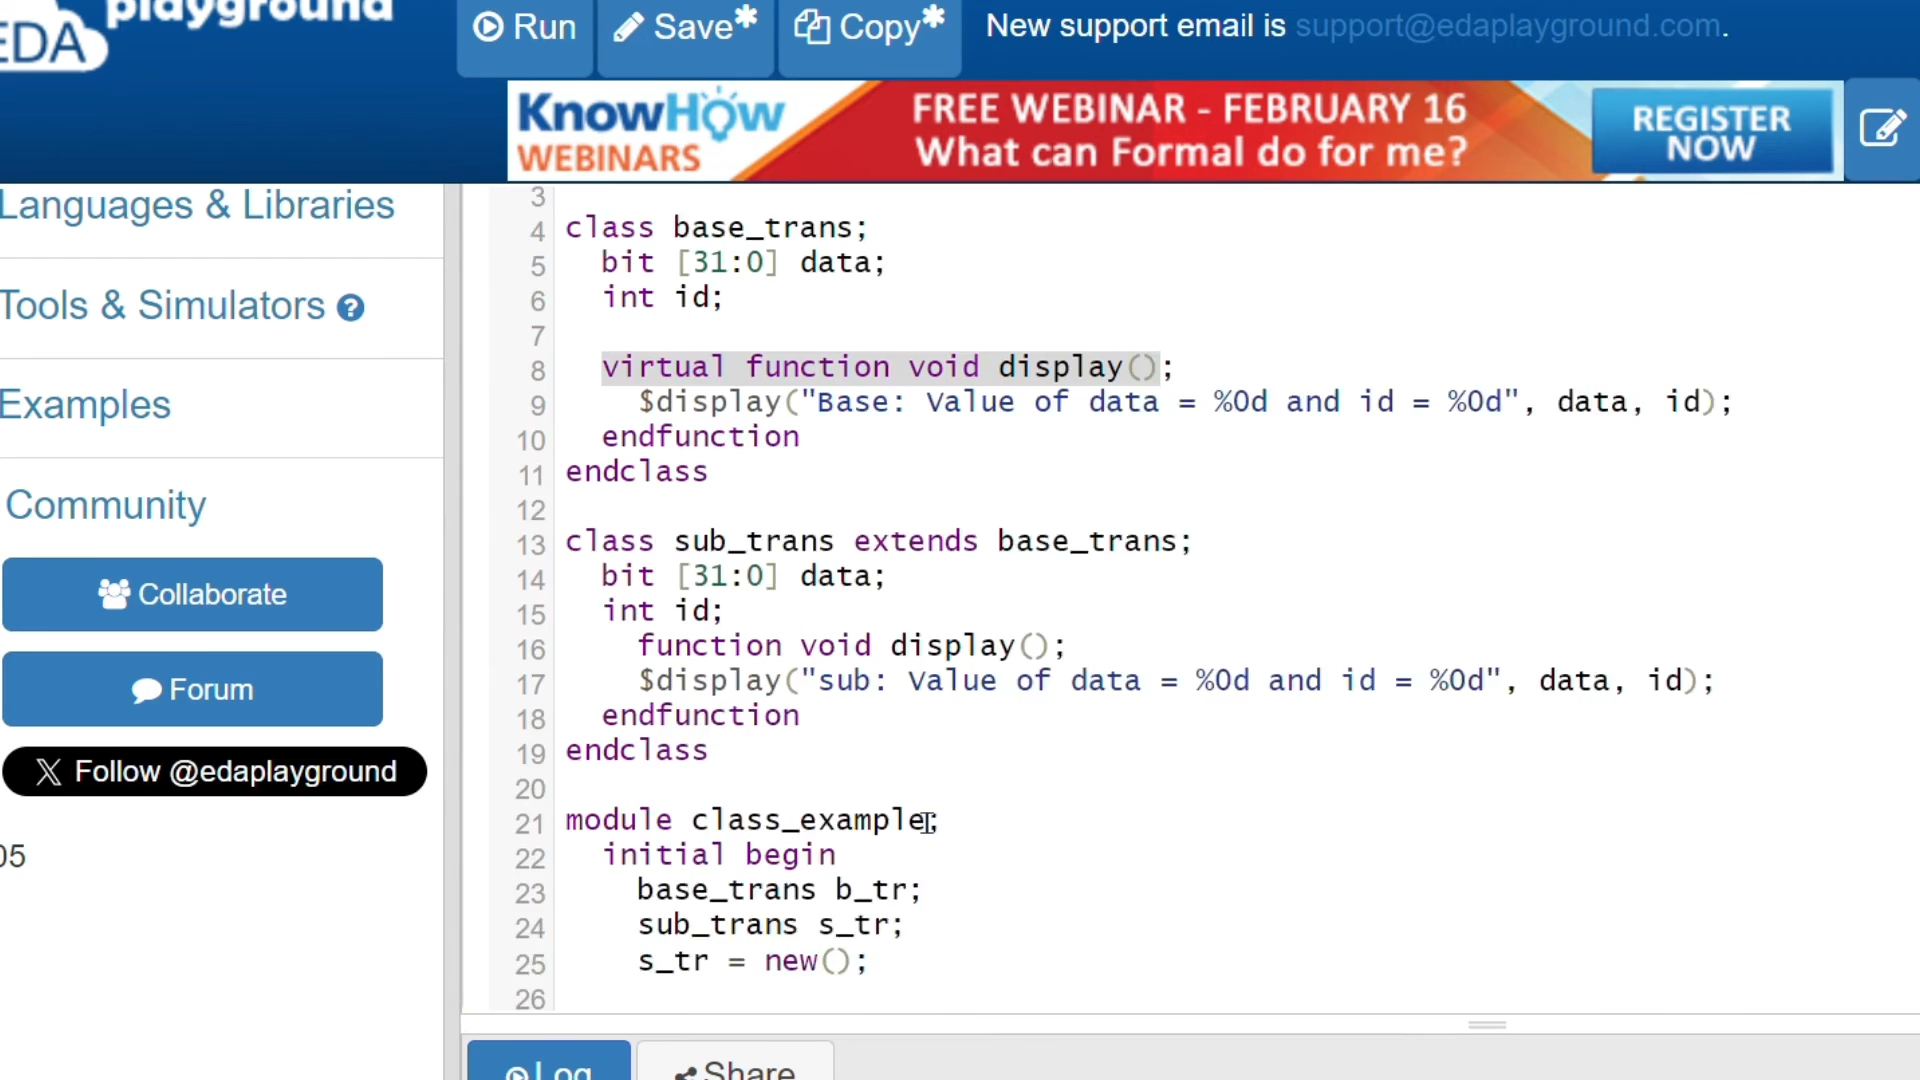 playground
EDA
Run
Save*
Copy*
New support email is support@edaplayground.com.
KnowHow
WEBINARS
FREE WEBINAR - FEBRUARY 16
What can Formal do for me?
REGISTER
NOW
Languages & Libraries
Tools & Simulators
Examples
Community
Collaborate
Forum
Follow @edaplayground
05
3
4 class base_trans;
5 bit [31:0] data;
6 int id;
7
8 virtual function void display();
9 $display("Base: Value of data = %0d and id = %0d", data, id);
10 endfunction
11 endclass
12
13 class sub_trans extends base_trans;
14 bit [31:0] data;
15 int id;
16 function void display();
17 $display("sub: Value of data = %0d and id = %0d", data, id);
18 endfunction
19 endclass
20
21 module class_example;
22 initial begin
23 base_trans b_tr;
24 sub_trans s_tr;
25 s_tr = new();
26
Log
Share